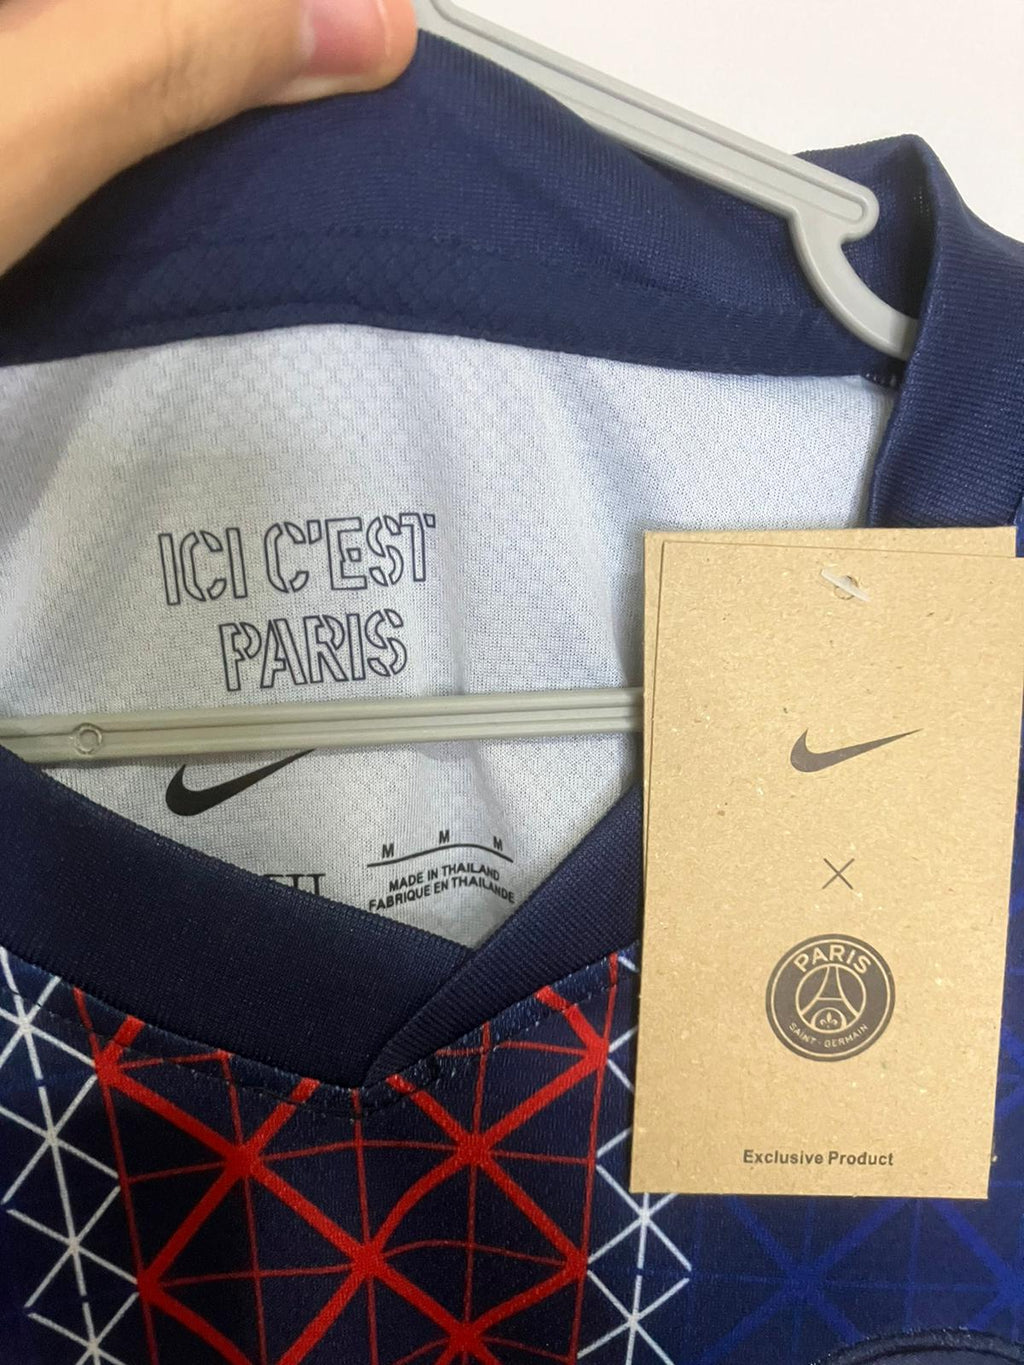 ICI C'EST
PARIS
M M M
MADE IN THAILAND
FABRIQUE EN THAILANDE
PARIS
SAINT-GERMAIN
Exclusive Product